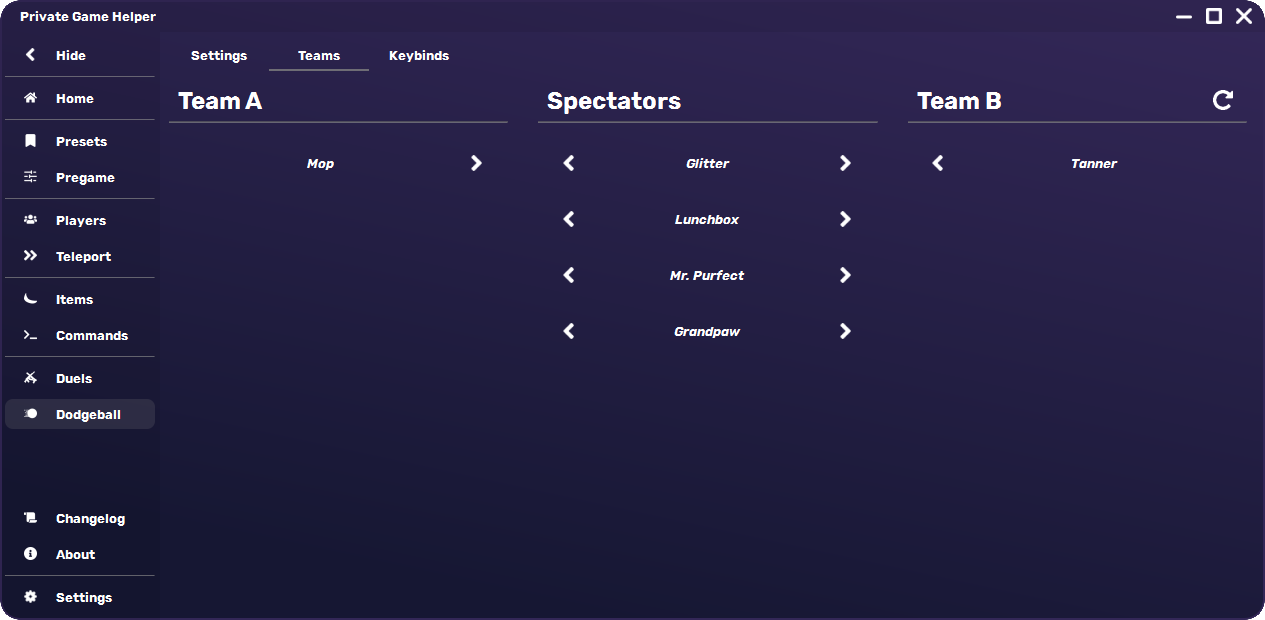 Private Game Helper
Hide
Home
Presets
Pregame
Players
Teleport
Items
Commands
Duels
Dodgeball
Changelog
About
Settings
Settings Teams Keybinds
Team A
Mop
Spectators
Glitter
Lunchbox
Mr. Purfect
Grandpaw
Team B
Tanner